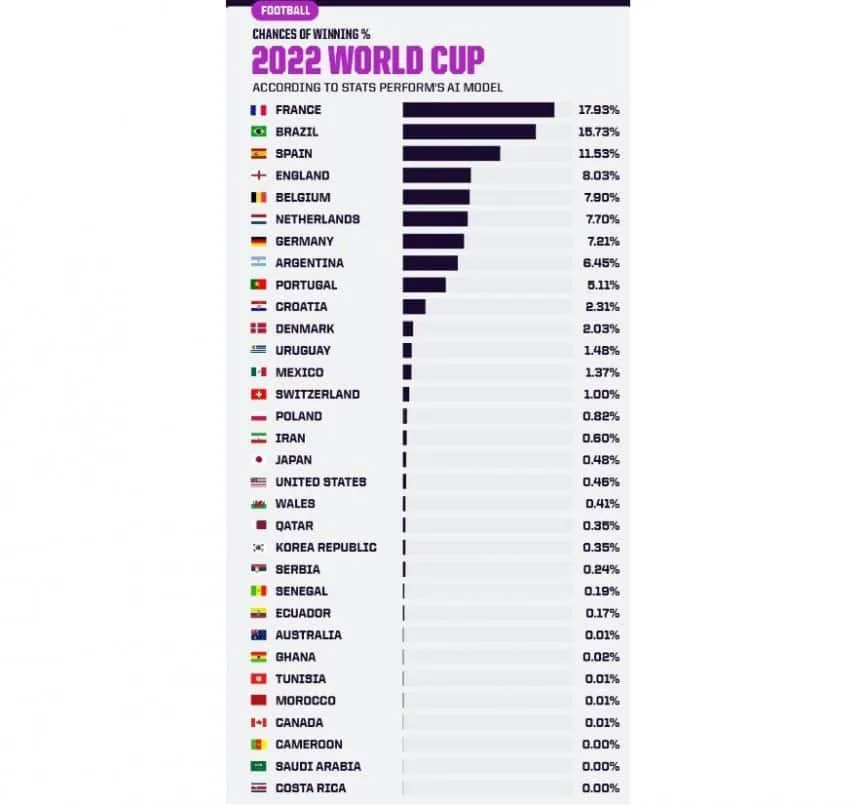 FOOTBALL
CHANCES OF WINNING %
2022 WORLD CUP
ACCORDING TO STATS PERFORM'S AI MODEL
FRANCE 17.93%
BRAZIL 15.73%
SPAIN 11.53%
ENGLAND 8.03%
BELGIUM 7.90%
NETHERLANDS 7.70%
GERMANY 7.21%
ARGENTINA 6.45%
PORTUGAL 5.11%
CROATIA 2.31%
DENMARK 2.03%
URUGUAY 1.48%
MEXICO 1.37%
SWITZERLAND 1.00%
POLAND 0.82%
IRAN 0.60%
JAPAN 0.48%
UNITED STATES 0.46%
WALES 0.41%
QATAR 0.35%
KOREA REPUBLIC 0.35%
SERBIA 0.24%
SENEGAL 0.19%
ECUADOR 0.17%
AUSTRALIA 0.01%
GHANA 0.02%
TUNISIA 0.01%
MOROCCO 0.01%
CANADA 0.01%
CAMEROON 0.00%
SAUDI ARABIA 0.00%
COSTA RICA 0.00%